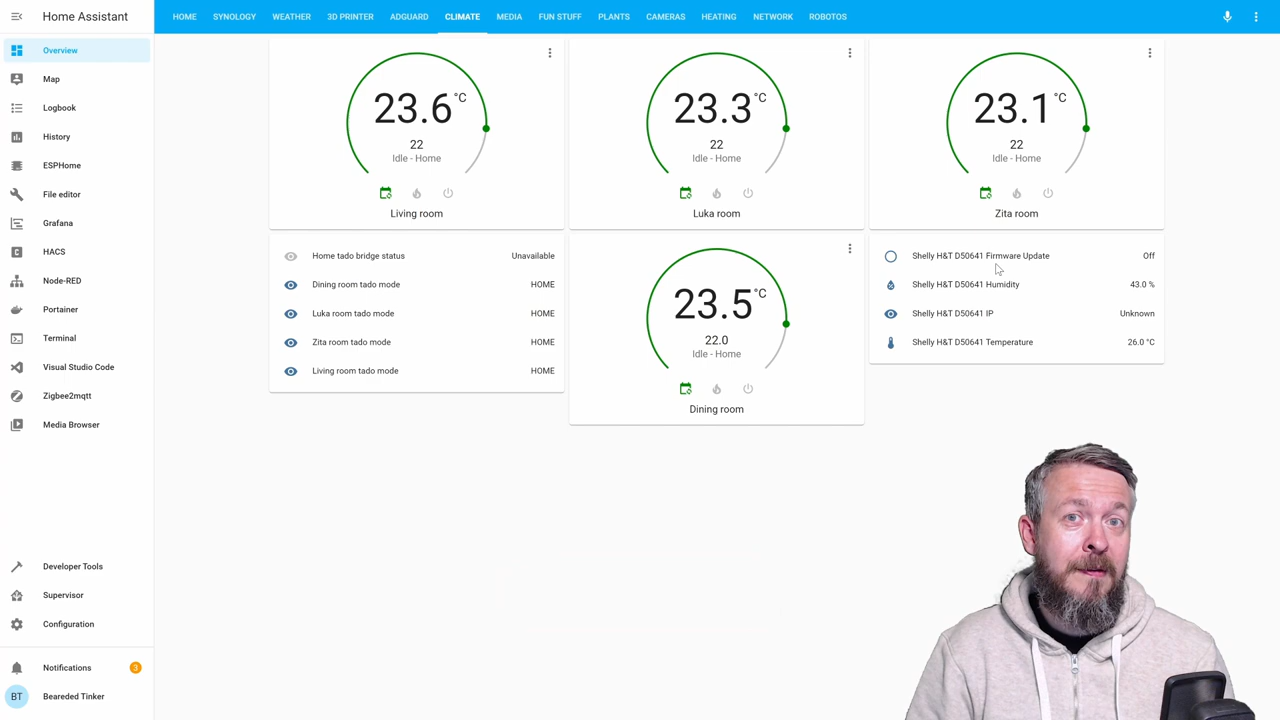 Home Assistant
HOME SYNOLOGY WEATHER 3D PRINTER ADGUARD CLIMATE MEDIA FUN STUFF PLANTS CAMERAS HEATING NETWORK ROBOTOS
Overview
Map
Logbook
History
ESPHome
File editor
Grafana
HACS
Node-RED
Portainer
Terminal
Visual Studio Code
Zigbee2mqtt
Media Browser
Developer Tools
Supervisor
Configuration
Notifications 3
BT Beareded Tinker
23.6 °C
22
Idle - Home
Living room
23.3 °C
22
Idle - Home
Luka room
23.1 °C
22
Idle - Home
Zita room
Home tado bridge status Unavailable
Dining room tado mode HOME
Luka room tado mode HOME
Zita room tado mode HOME
Living room tado mode HOME
23.5 °C
22.0
Idle - Home
Dining room
Shelly H&T D50641 Firmware Update Off
Shelly H&T D50641 Humidity 43.0 %
Shelly H&T D50641 IP Unknown
Shelly H&T D50641 Temperature 26.0 °C